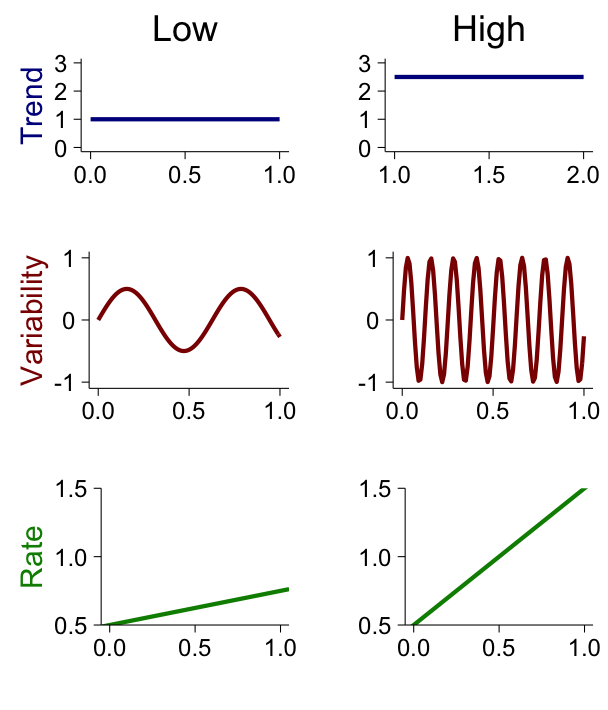 Low High
Trend
3 3
2 2
1 1
0 0
0.0 0.5 1.0 1.0 1.5 2.0
Variability
1 1
0 0
-1 -1
0.0 0.5 1.0 0.0 0.5 1.0
Rate
1.5 1.5
1.0 1.0
0.5 0.5
0.0 0.5 1.0 0.0 0.5 1.0